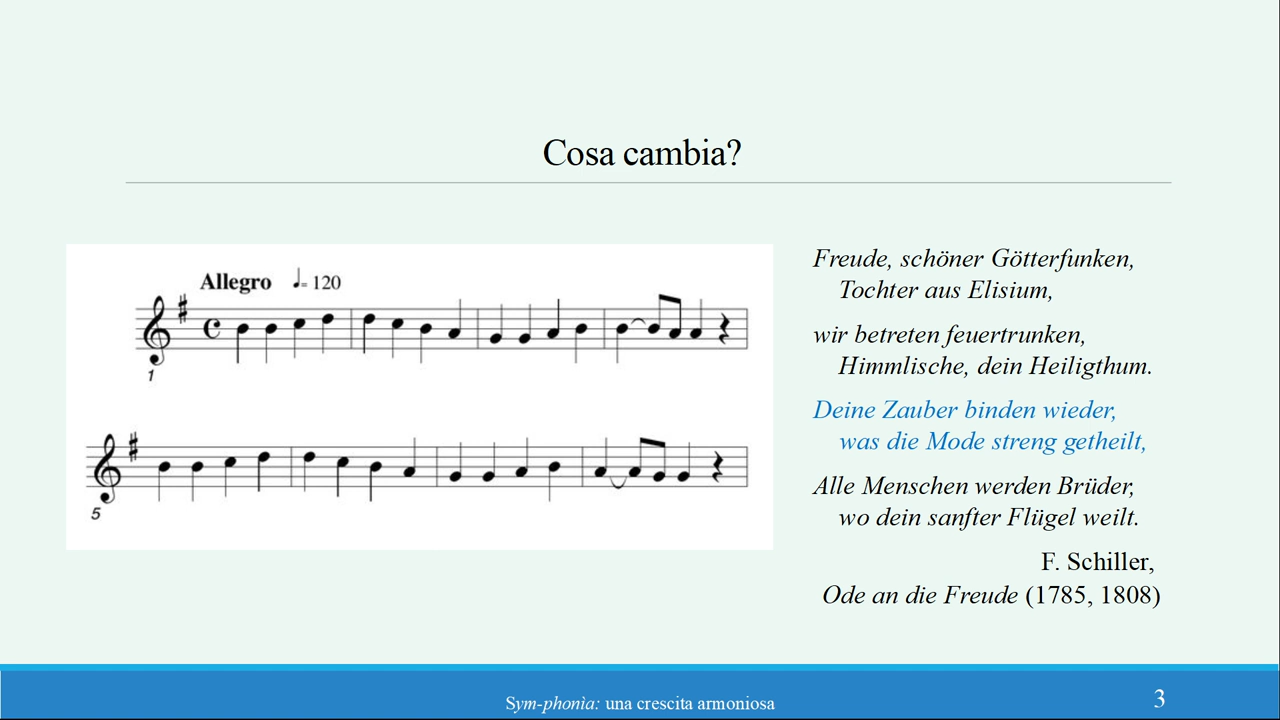 Cosa cambia?
Allegro ♩= 120
1
5
Freude, schöner Götterfunken,
Tochter aus Elisium,
wir betreten feuertrunken,
Himmlische, dein Heiligthum.
Deine Zauber binden wieder,
was die Mode streng getheilt,
Alle Menschen werden Brüder,
wo dein sanfter Flügel weilt.
F. Schiller,
Ode an die Freude (1785, 1808)
Sym-phonìa: una crescita armoniosa
3